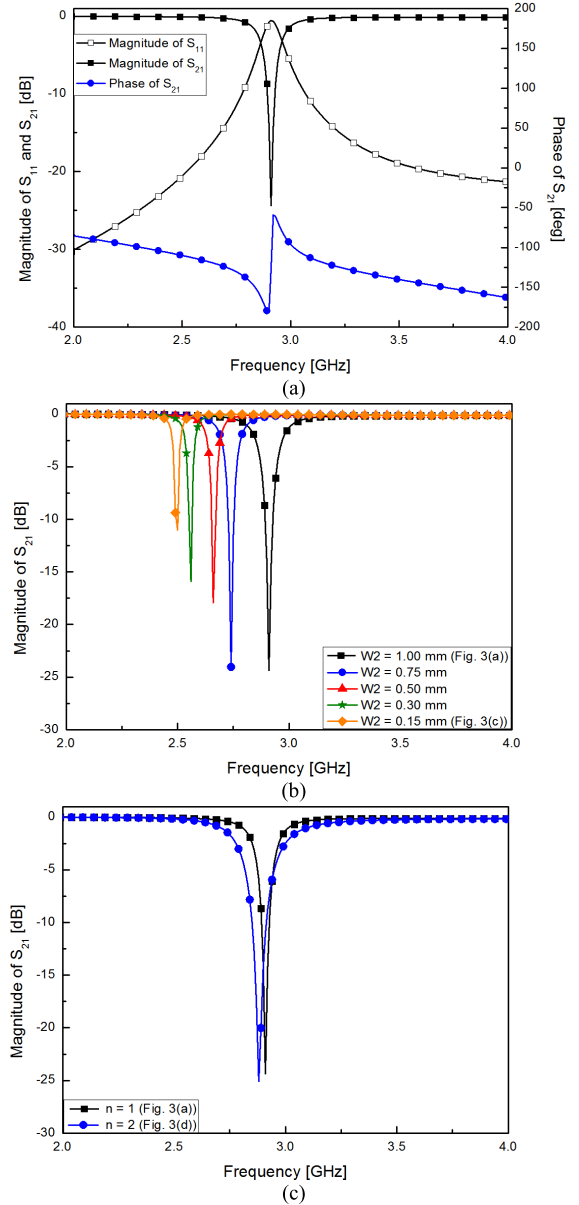 0
-10
-20
-30
-40
200
150
100
50
0
-50
-100
-150
-200
Magnitude of S11 and S21 [dB]
Phase of S21 [deg]
Magnitude of S11
Magnitude of S21
Phase of S21
2.0 2.5 3.0 3.5 4.0
Frequency [GHz]
(a)
0
-5
-10
-15
-20
-25
-30
Magnitude of S21 [dB]
W2 = 1.00 mm (Fig. 3(a))
W2 = 0.75 mm
W2 = 0.50 mm
W2 = 0.30 mm
W2 = 0.15 mm (Fig. 3(c))
2.0 2.5 3.0 3.5 4.0
Frequency [GHz]
(b)
0
-5
-10
-15
-20
-25
-30
Magnitude of S21 [dB]
n = 1 (Fig. 3(a))
n = 2 (Fig. 3(d))
2.0 2.5 3.0 3.5 4.0
Frequency [GHz]
(c)